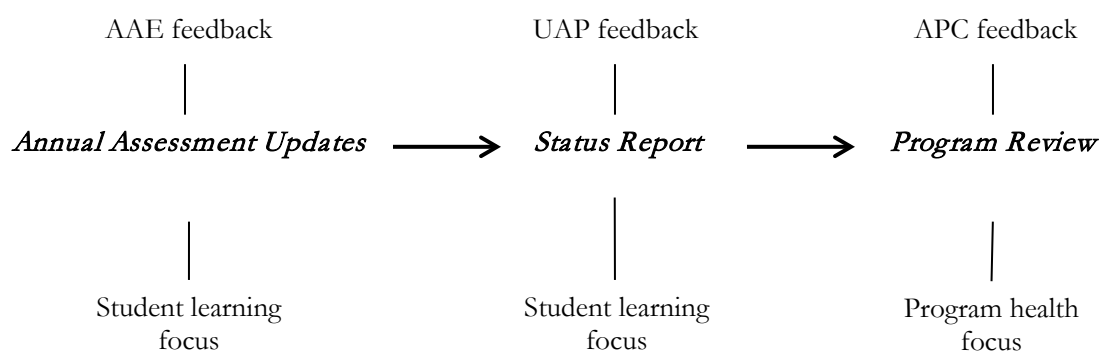 AAE feedback
UAP feedback
APC feedback
Annual Assessment Updates
Status Report
Program Review
Student learning
focus
Student learning
focus
Program health
focus